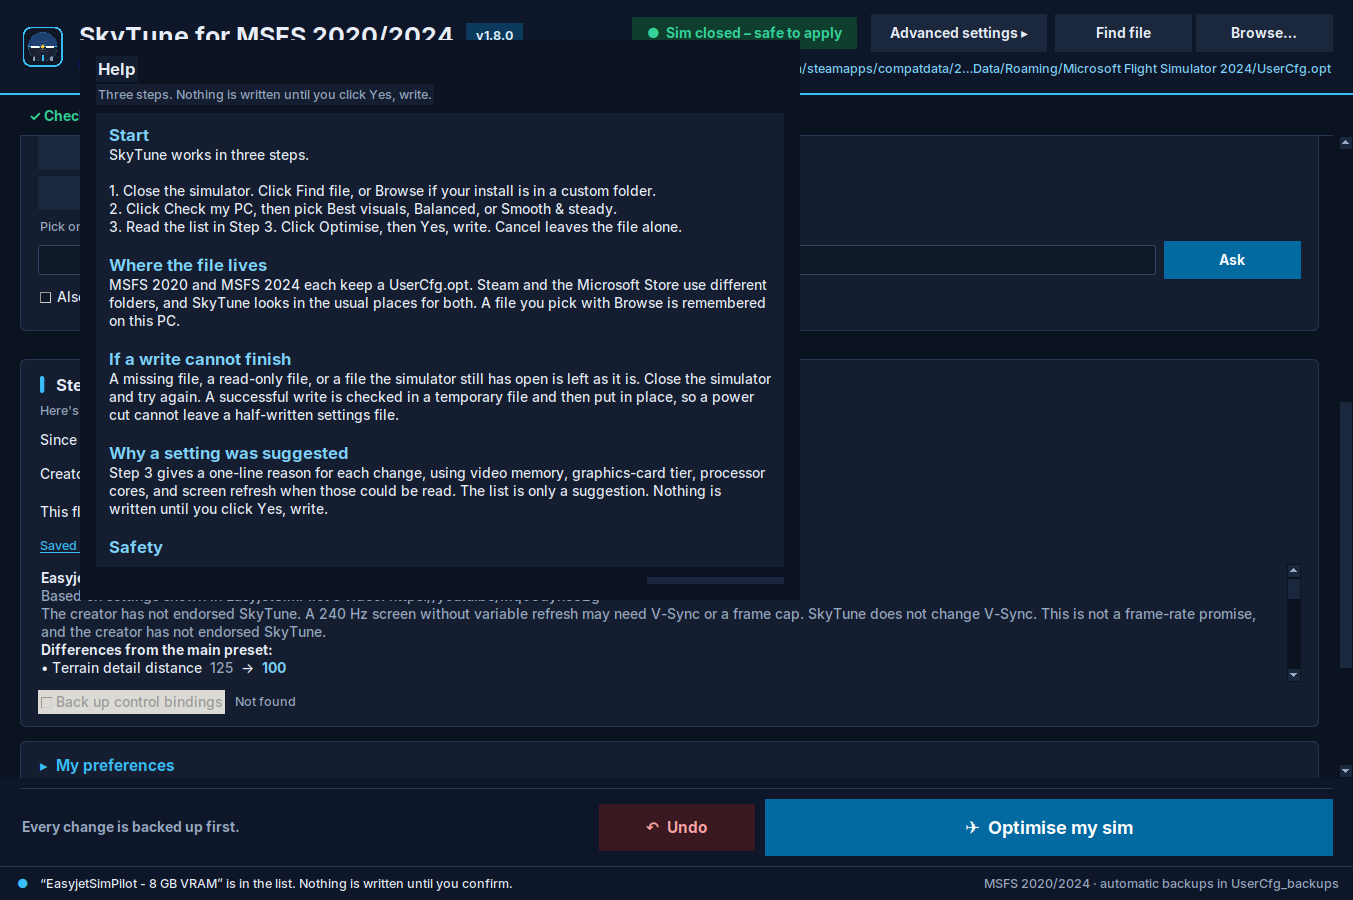 SkyTune for MSFS 2020/2024
v1.8.0
Sim closed – safe to apply
Advanced settings ▸
Find file
Browse...
/steamapps/compatdata/2...Data/Roaming/Microsoft Flight Simulator 2024/UserCfg.opt
✓ Chec
Help
Three steps. Nothing is written until you click Yes, write.
Start
SkyTune works in three steps.
1. Close the simulator. Click Find file, or Browse if your install is in a custom folder.
2. Click Check my PC, then pick Best visuals, Balanced, or Smooth & steady.
3. Read the list in Step 3. Click Optimise, then Yes, write. Cancel leaves the file alone.
Where the file lives
MSFS 2020 and MSFS 2024 each keep a UserCfg.opt. Steam and the Microsoft Store use different
folders, and SkyTune looks in the usual places for both. A file you pick with Browse is remembered
on this PC.
If a write cannot finish
A missing file, a read-only file, or a file the simulator still has open is left as it is. Close the simulator
and try again. A successful write is checked in a temporary file and then put in place, so a power
cut cannot leave a half-written settings file.
Why a setting was suggested
Step 3 gives a one-line reason for each change, using video memory, graphics-card tier, processor
cores, and screen refresh when those could be read. The list is only a suggestion. Nothing is
written until you click Yes, write.
Safety
Pick or
Ask
Also
Ste
Here's
Since
Creato
This fl
Saved
Easyje
Based
The creator has not endorsed SkyTune. A 240 Hz screen without variable refresh may need V-Sync or a frame cap. SkyTune does not change V-Sync. This is not a frame-rate promise,
and the creator has not endorsed SkyTune.
Differences from the main preset:
• Terrain detail distance 125 → 100
Back up control bindings
Not found
▸ My preferences
Every change is backed up first.
↶ Undo
✈ Optimise my sim
“EasyjetSimPilot - 8 GB VRAM” is in the list. Nothing is written until you confirm.
MSFS 2020/2024 · automatic backups in UserCfg_backups